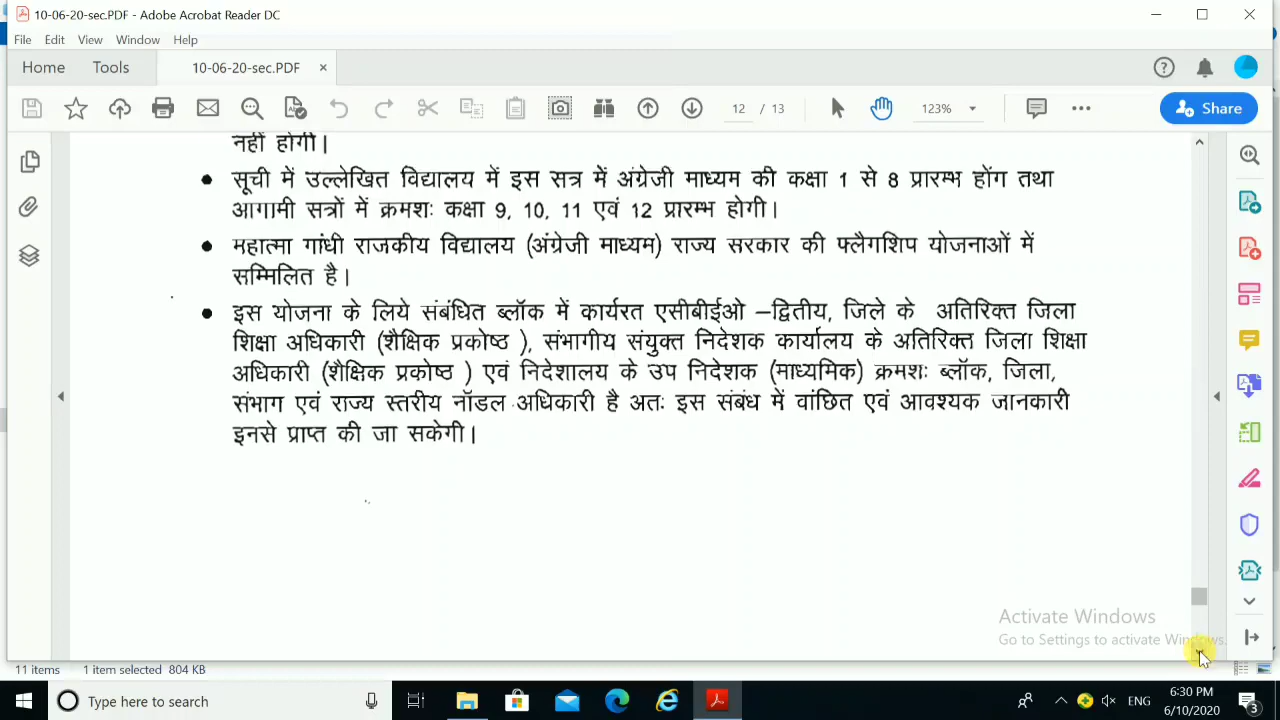 10-06-20-sec.PDF - Adobe Acrobat Reader DC
File Edit View Window Help
Home Tools 10-06-20-sec.PDF ×
12 / 13 123% Share
नहीं होगी।
• सूची में उल्लेखित विद्यालय में इस सत्र में अंग्रेजी माध्यम की कक्षा 1 से 8 प्रारम्भ होंग तथा
आगामी सत्रों में क्रमशः कक्षा 9, 10, 11 एवं 12 प्रारम्भ होगी।
• महात्मा गांधी राजकीय विद्यालय (अंग्रेजी माध्यम) राज्य सरकार की फ्लैगशिप योजनाओं में
सम्मिलित है।
• इस योजना के लिये संबंधित ब्लॉक में कार्यरत एसीबीईओ –द्वितीय, जिले के अतिरिक्त जिला
शिक्षा अधिकारी (शैक्षिक प्रकोष्ठ ), संभागीय संयुक्त निदेशक कार्यालय के अतिरिक्त जिला शिक्षा
अधिकारी (शैक्षिक प्रकोष्ठ ) एवं निदेशालय के उप निदेशक (माध्यमिक) क्रमशः ब्लॉक, जिला,
संभाग एवं राज्य स्तरीय नॉडल अधिकारी है अतः इस संबंध में वांछित एवं आवश्यक जानकारी
इनसे प्राप्त की जा सकेगी।
Activate Windows
Go to Settings to activate Windows.
11 items 1 item selected 804 KB
Type here to search
ENG
6:30 PM
6/10/2020
3